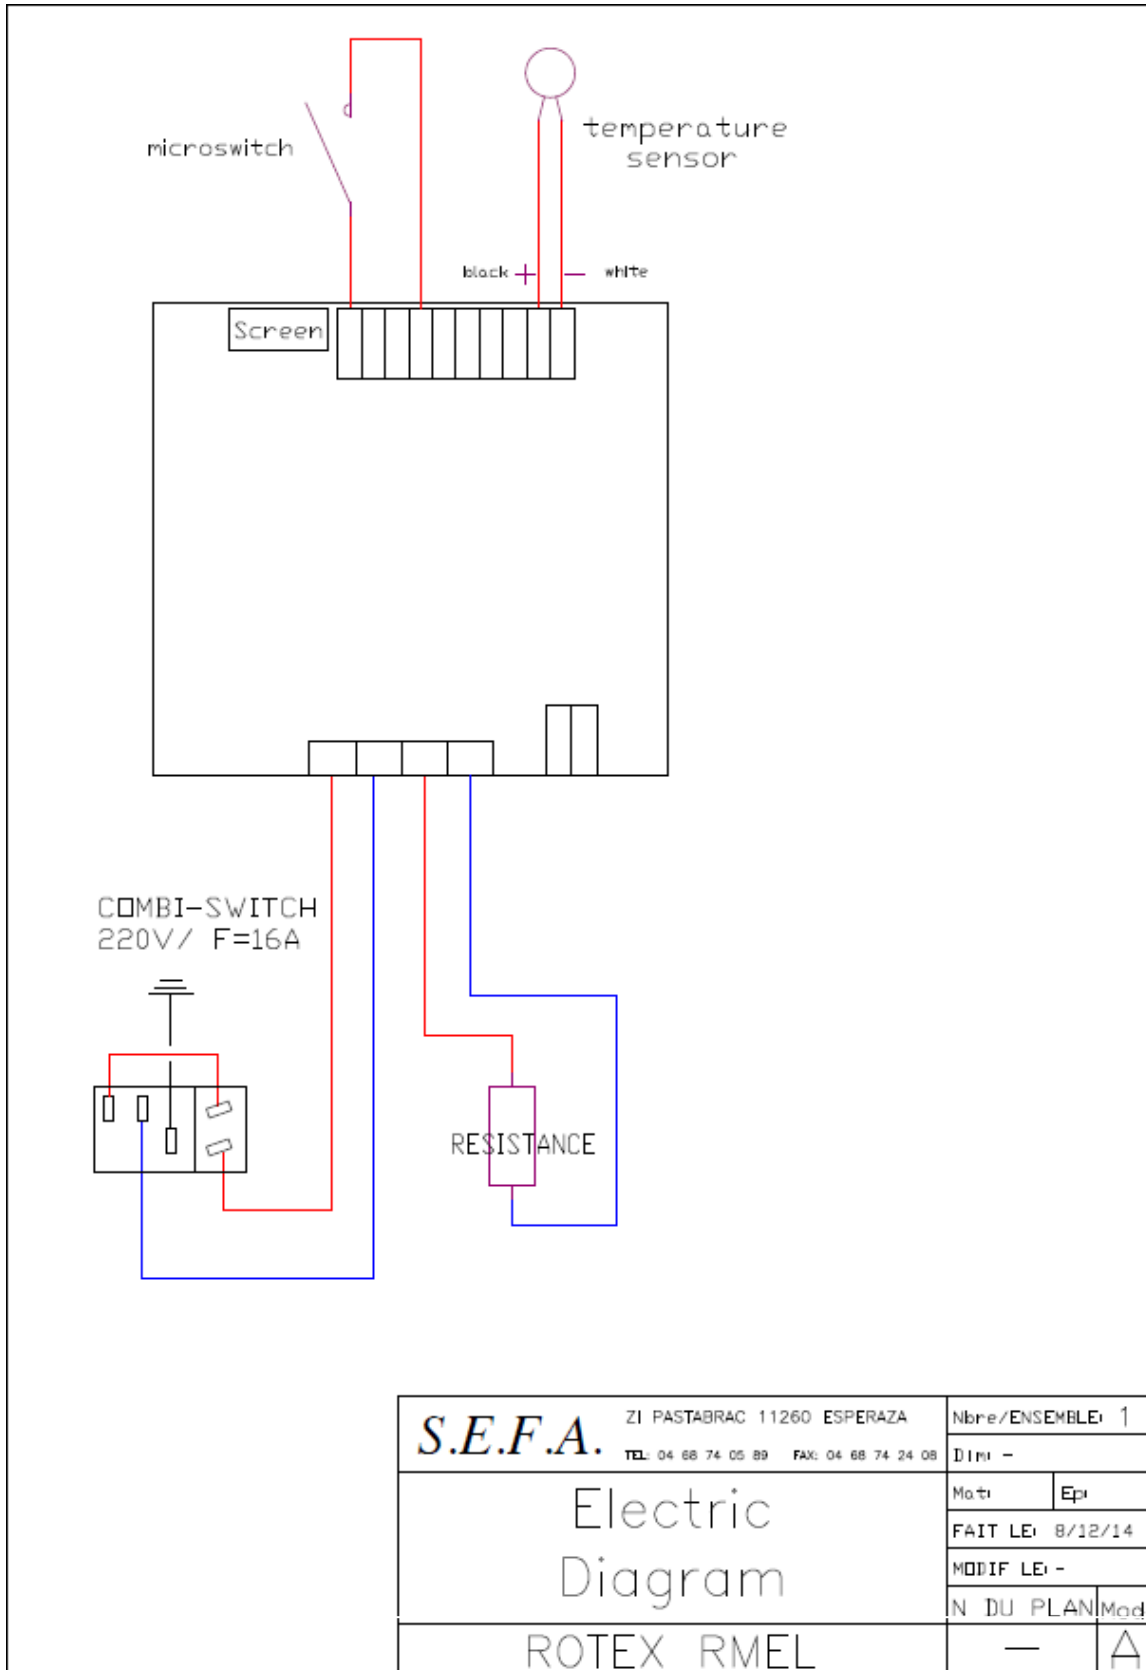 microswitch
temperature
sensor
black + - white
Screen
COMBI-SWITCH
220V/ F=16A
RESISTANCE
S.E.F.A.
ZI PASTABRAC 11260 ESPERAZA
TEL: 04 68 74 05 89 FAX: 04 68 74 24 08
Nbre/ENSEMBLE: 1
Dim: -
Mat: Ep:
Electric
Diagram
FAIT LE: 8/12/14
MODIF LE: -
N DU PLAN Mod
ROTEX RMEL
— A